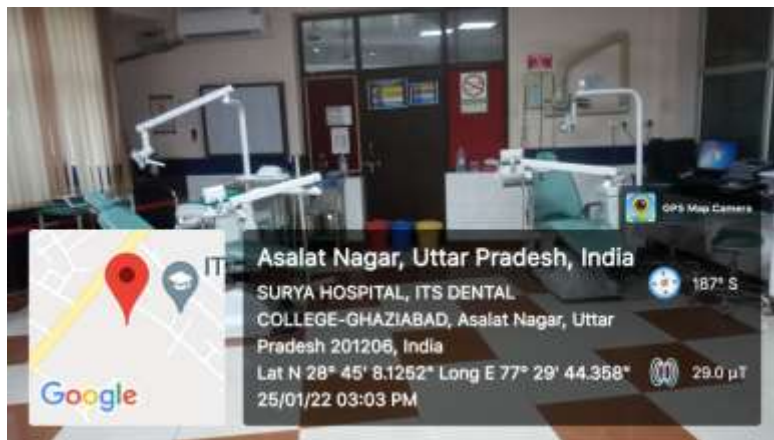 GPS Map Camera
IT
Google
Asalat Nagar, Uttar Pradesh, India
SURYA HOSPITAL, ITS DENTAL
COLLEGE-GHAZIABAD, Asalat Nagar, Uttar
Pradesh 201206, India
Lat N 28° 45' 8.1252" Long E 77° 29' 44.358"
25/01/22 03:03 PM
187° S
29.0 µT